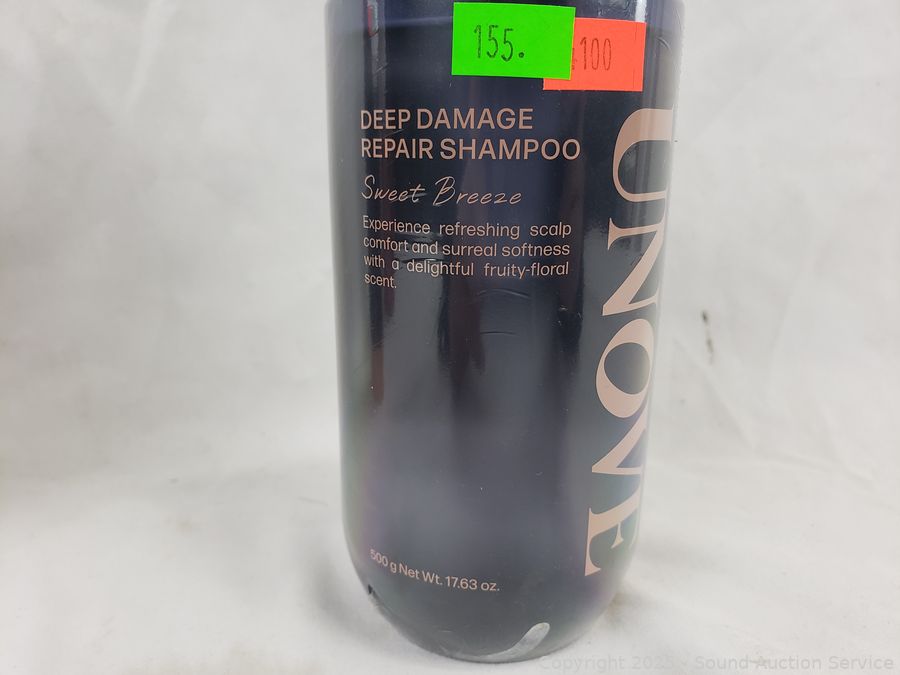 155.
100
DEEP DAMAGE
REPAIR SHAMPOO
Sweet Breeze
Experience refreshing scalp
comfort and surreal softness
with a delightful fruity-floral
scent.
UNOVE
500 g Net Wt. 17.63 oz.
Copyright 2025 - Sound Auction Service